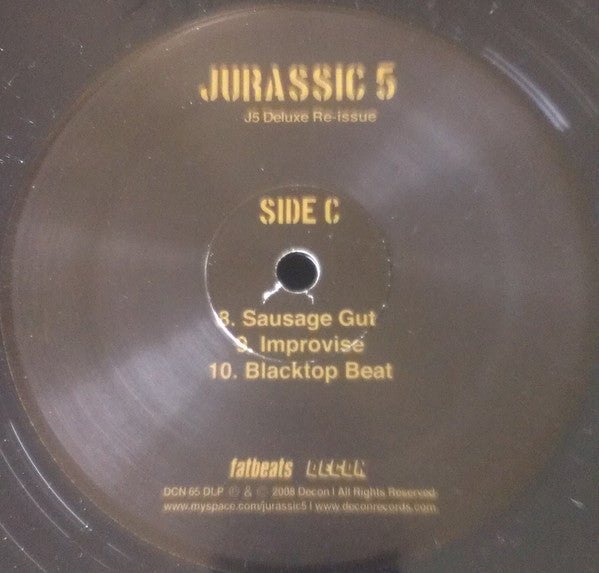 JURASSIC 5
J5 Deluxe Re-issue
SIDE C
8. Sausage Gut
9. Improvise
10. Blacktop Beat
fatbeats DECON
DCN 65 DLP ℗ & © 2008 Decon | All Rights Reserved
www.myspace.com/jurassic5 | www.deconrecords.com